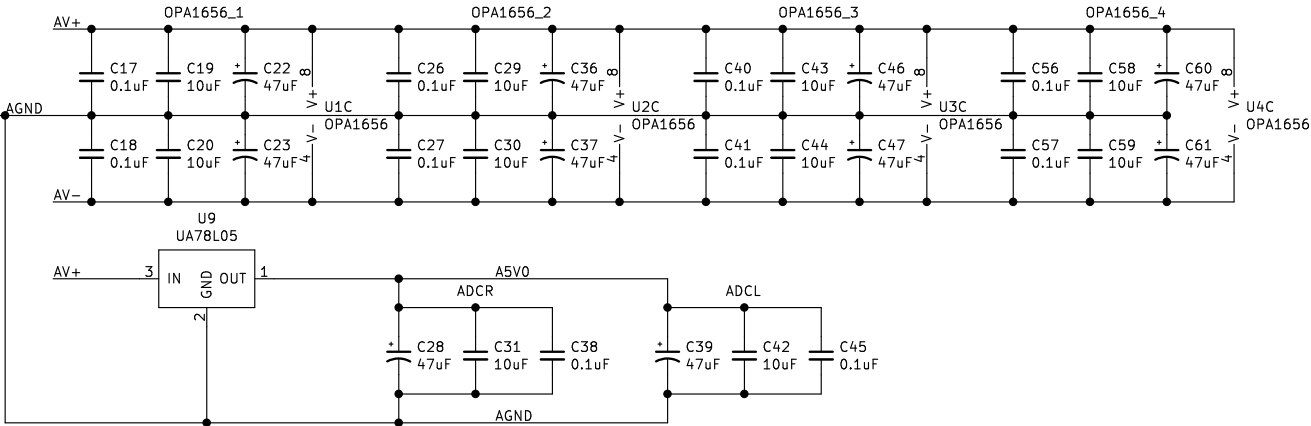 AV+ OPA1656_1 OPA1656_2 OPA1656_3 OPA1656_4
C17 0.1uF
C19 10uF
+ C22 47uF
8 V+
C26 0.1uF
C29 10uF
+ C36 47uF
8 V+
C40 0.1uF
C43 10uF
+ C46 47uF
8 V+
C56 0.1uF
C58 10uF
+ C60 47uF
8 V+
AGND
U1C
OPA1656
U2C
OPA1656
U3C
OPA1656
U4C
OPA1656
C18 0.1uF
C20 10uF
+ C23 47uF
4 V-
C27 0.1uF
C30 10uF
+ C37 47uF
4 V-
C41 0.1uF
C44 10uF
+ C47 47uF
4 V-
C57 0.1uF
C59 10uF
+ C61 47uF
4 V-
AV-
U9
UA78L05
AV+ 3 IN GND OUT 1 A5V0
2
ADCR ADCL
+ C28 47uF
C31 10uF
C38 0.1uF
+ C39 47uF
C42 10uF
C45 0.1uF
AGND